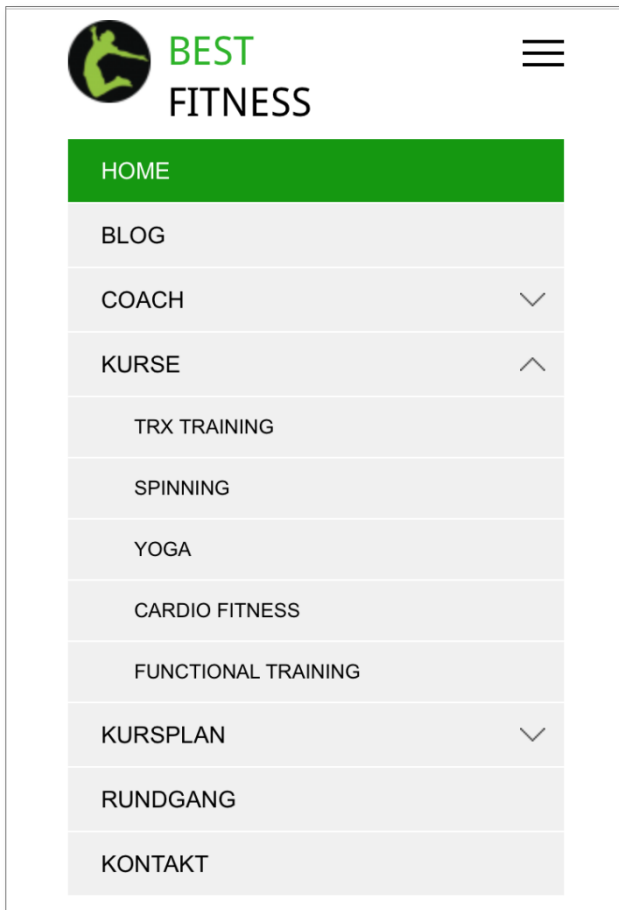 BEST
FITNESS
HOME
BLOG
COACH
KURSE
TRX TRAINING
SPINNING
YOGA
CARDIO FITNESS
FUNCTIONAL TRAINING
KURSPLAN
RUNDGANG
KONTAKT